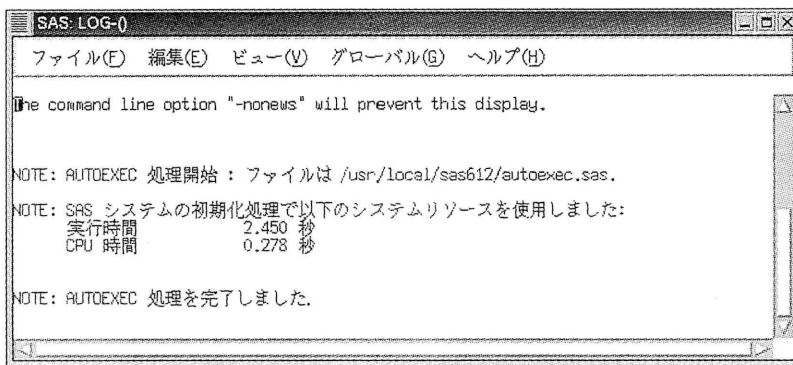 SAS: LOG-()
ファイル(F) 編集(E) ビュー(V) グローバル(G) ヘルプ(H)
The command line option "-nonews" will prevent this display.
NOTE: AUTOEXEC 処理開始 : ファイルは /usr/local/sas612/autoexec.sas.
NOTE: SAS システムの初期化処理で以下のシステムリソースを使用しました:
実行時間 2.450 秒
CPU 時間 0.278 秒
NOTE: AUTOEXEC 処理を完了しました.